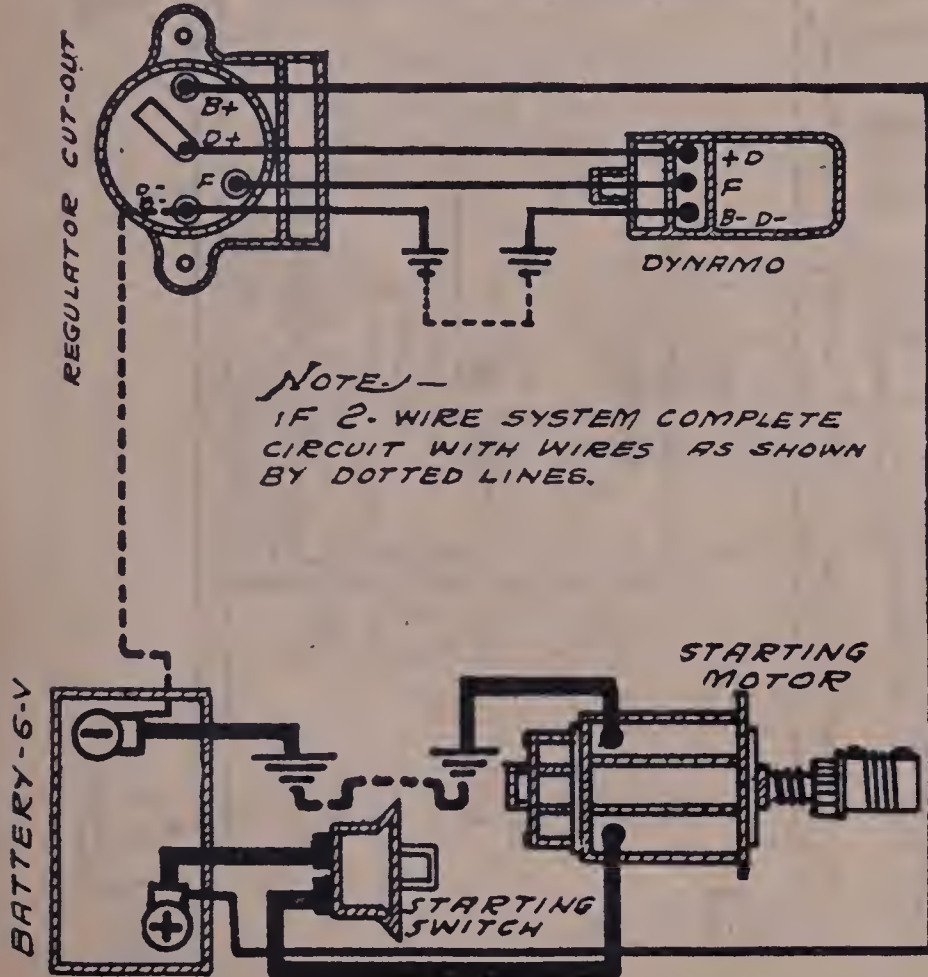 REGULATOR CUT-OUT
B+
D+
F
D-
B-
+D
F
B- D-
DYNAMO
NOTE:—
IF 2-WIRE SYSTEM COMPLETE
CIRCUIT WITH WIRES AS SHOWN
BY DOTTED LINES.
STARTING
MOTOR
BATTERY-6-V
-
+
STARTING
SWITCH